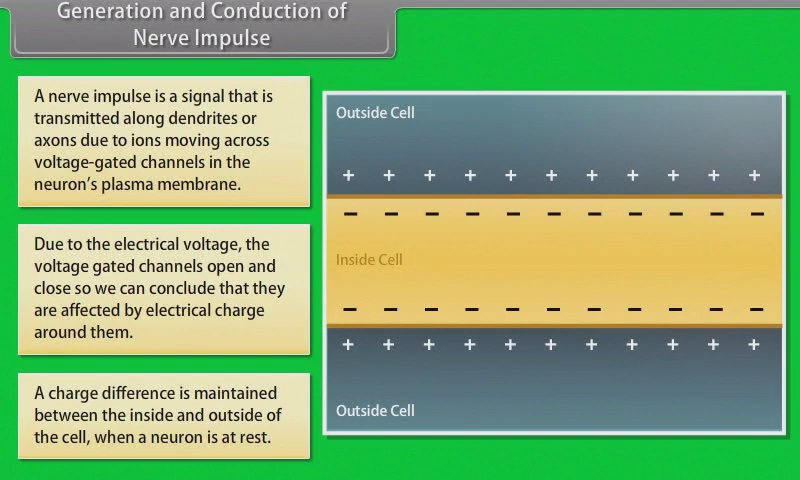 Generation and Conduction of
Nerve Impulse
A nerve impulse is a signal that is
transmitted along dendrites or
axons due to ions moving across
voltage-gated channels in the
neuron's plasma membrane.
Due to the electrical voltage, the
voltage gated channels open and
close so we can conclude that they
are affected by electrical charge
around them.
A charge difference is maintained
between the inside and outside of
the cell, when a neuron is at rest.
Outside Cell
+ + + + + + + + + + +
− − − − − − − − − − −
Inside Cell
− − − − − − − − − − −
+ + + + + + + + + + +
Outside Cell